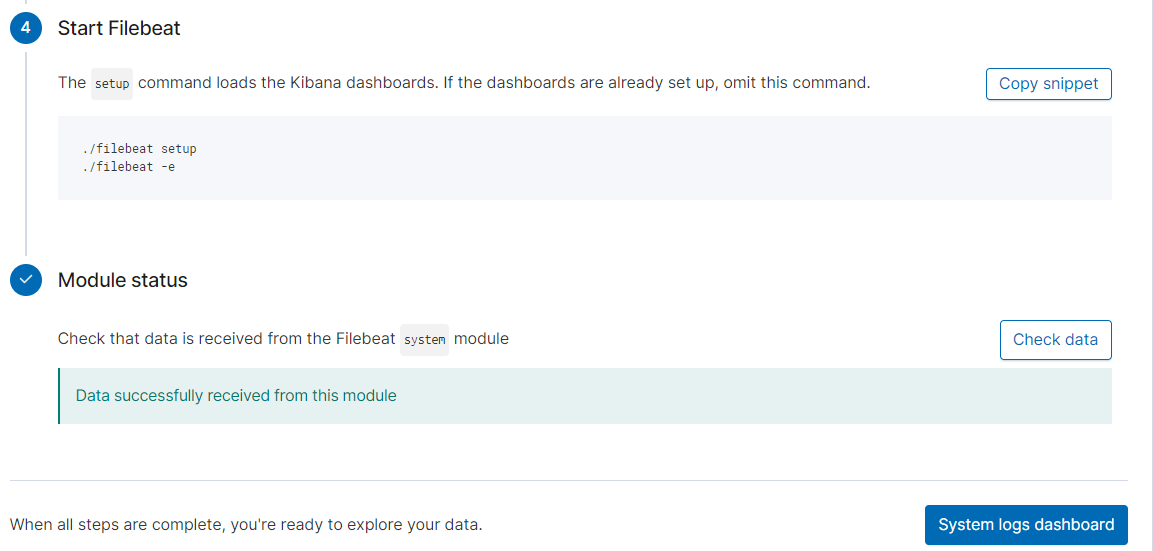 4 Start Filebeat
The setup command loads the Kibana dashboards. If the dashboards are already set up, omit this command.
Copy snippet
./filebeat setup
./filebeat -e
Module status
Check that data is received from the Filebeat system module
Check data
Data successfully received from this module
When all steps are complete, you're ready to explore your data.
System logs dashboard